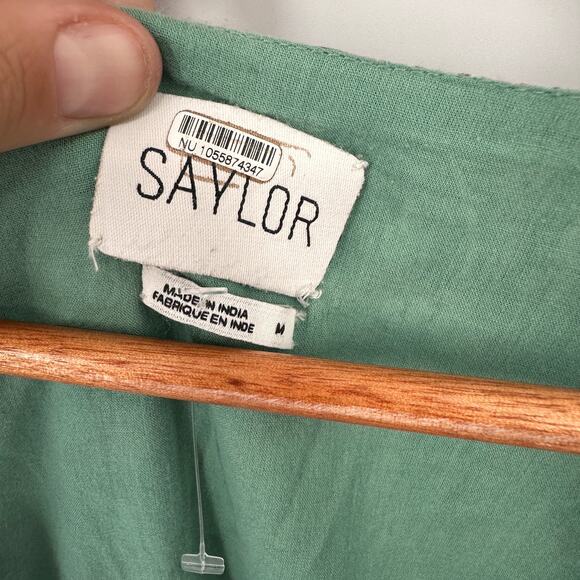 NU 1055874347
SAYLOR
MADE IN INDIA
FABRIQUE EN INDE
M